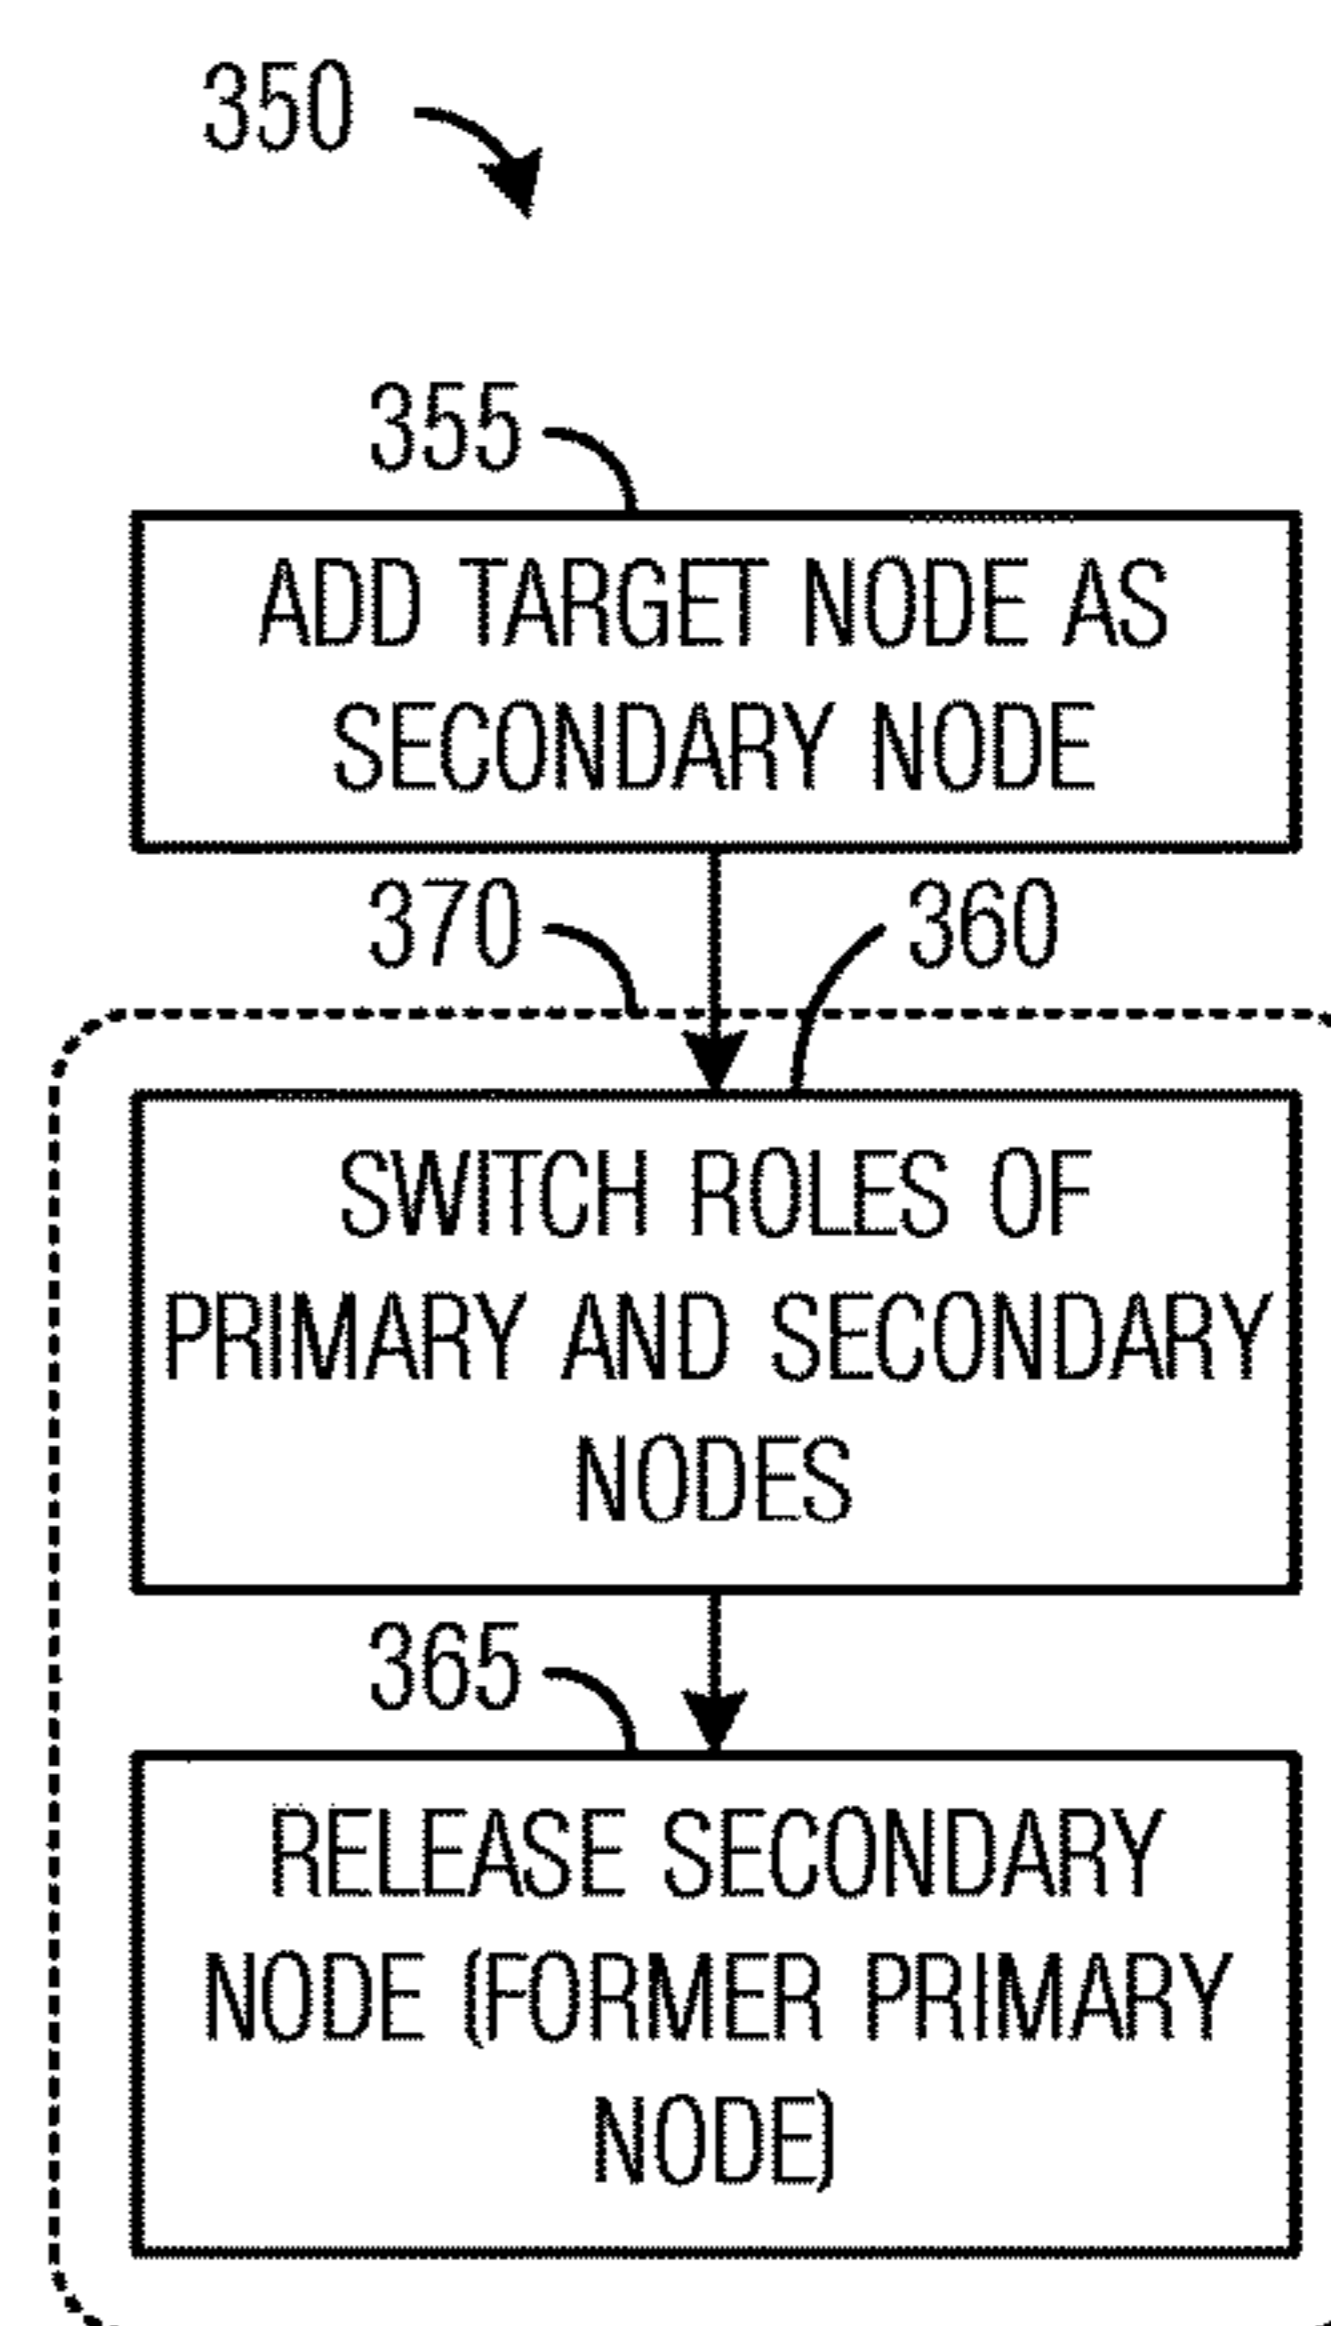 350
355
ADD TARGET NODE AS
SECONDARY NODE
370
360
SWITCH ROLES OF
PRIMARY AND SECONDARY
NODES
365
RELEASE SECONDARY
NODE (FORMER PRIMARY
NODE)